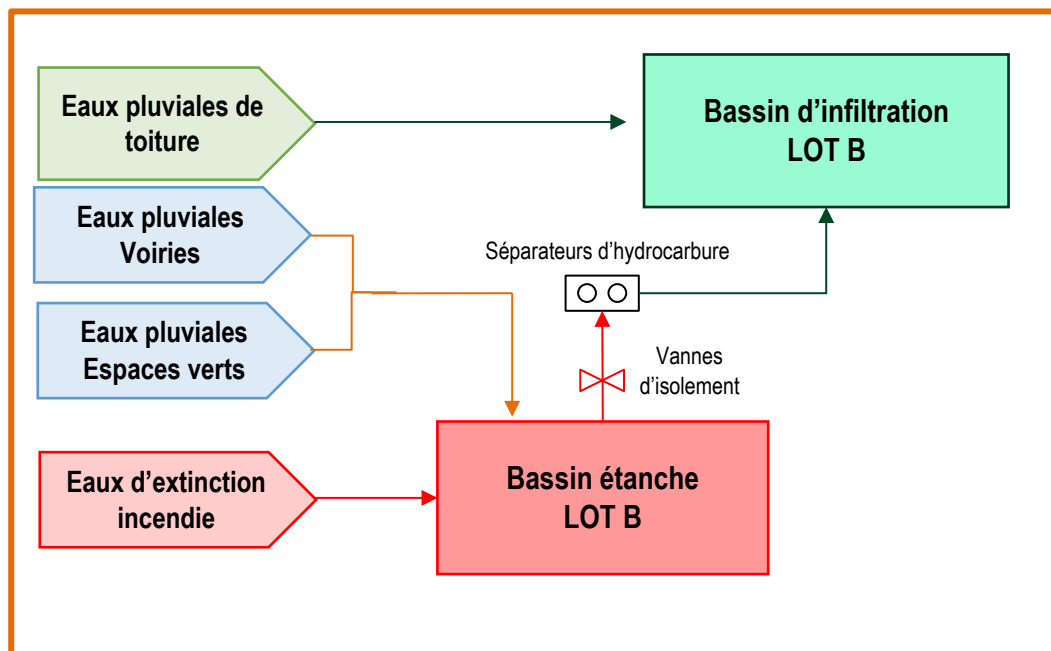 Eaux pluviales de
toiture
Bassin d’infiltration
LOT B
Eaux pluviales
Voiries
Séparateurs d’hydrocarbure
Eaux pluviales
Espaces verts
Vannes
d’isolement
Eaux d’extinction
incendie
Bassin étanche
LOT B